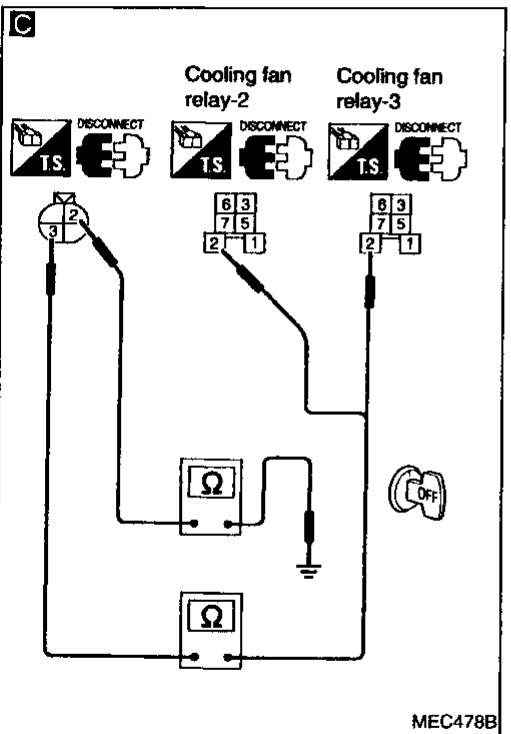 C
Cooling fan
relay-2
Cooling fan
relay-3
T.S.
DISCONNECT
T.S.
DISCONNECT
T.S.
DISCONNECT
2
3
6 3
7 5
2 1
6 3
7 5
2 1
Ω
OFF
Ω
MEC478B